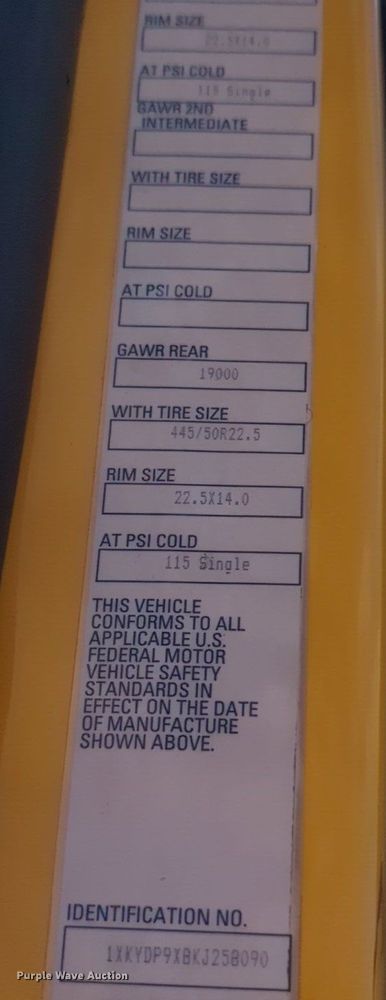 RIM SIZE
22.5X14.0
AT PSI COLD
115 Single
GAWR 2ND
INTERMEDIATE
WITH TIRE SIZE
RIM SIZE
AT PSI COLD
GAWR REAR
19000
WITH TIRE SIZE
445/50R22.5
RIM SIZE
22.5X14.0
AT PSI COLD
115 Single
THIS VEHICLE
CONFORMS TO ALL
APPLICABLE U.S.
FEDERAL MOTOR
VEHICLE SAFETY
STANDARDS IN
EFFECT ON THE DATE
OF MANUFACTURE
SHOWN ABOVE.
IDENTIFICATION NO.
1XKYDP9XBKJ258090
Purple Wave Auction